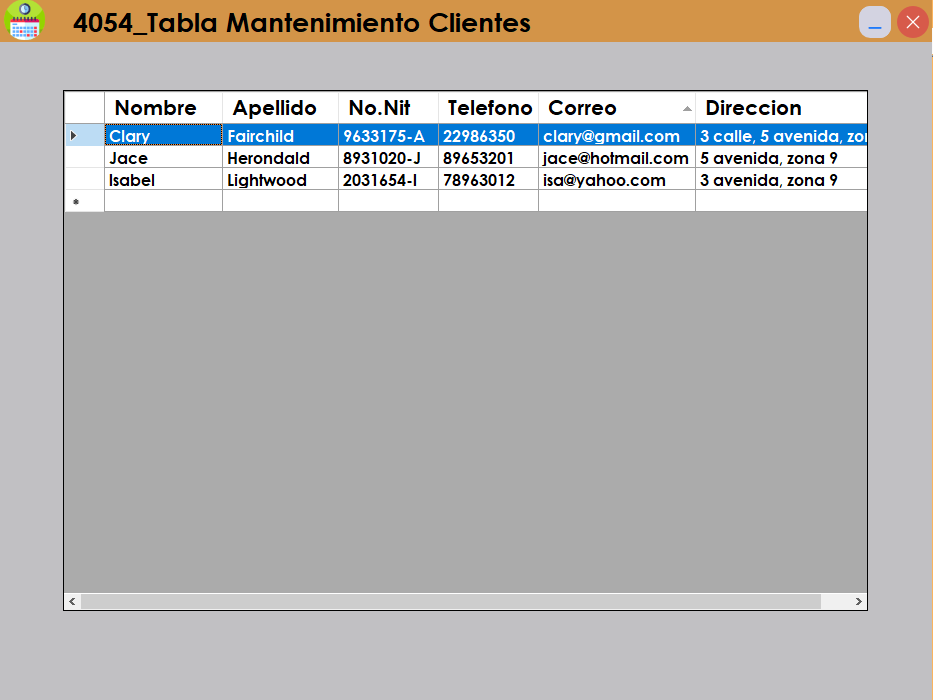 4054_Tabla Mantenimiento Clientes
Nombre Apellido No.Nit Telefono Correo Direccion
Clary Fairchild 9633175-A 22986350 clary@gmail.com 3 calle, 5 avenida,
Jace Herondald 8931020-J 89653201 jace@hotmail.com 5 avenida, zona 9
Isabel Lightwood 2031654-I 78963012 isa@yahoo.com 3 avenida, zona 9